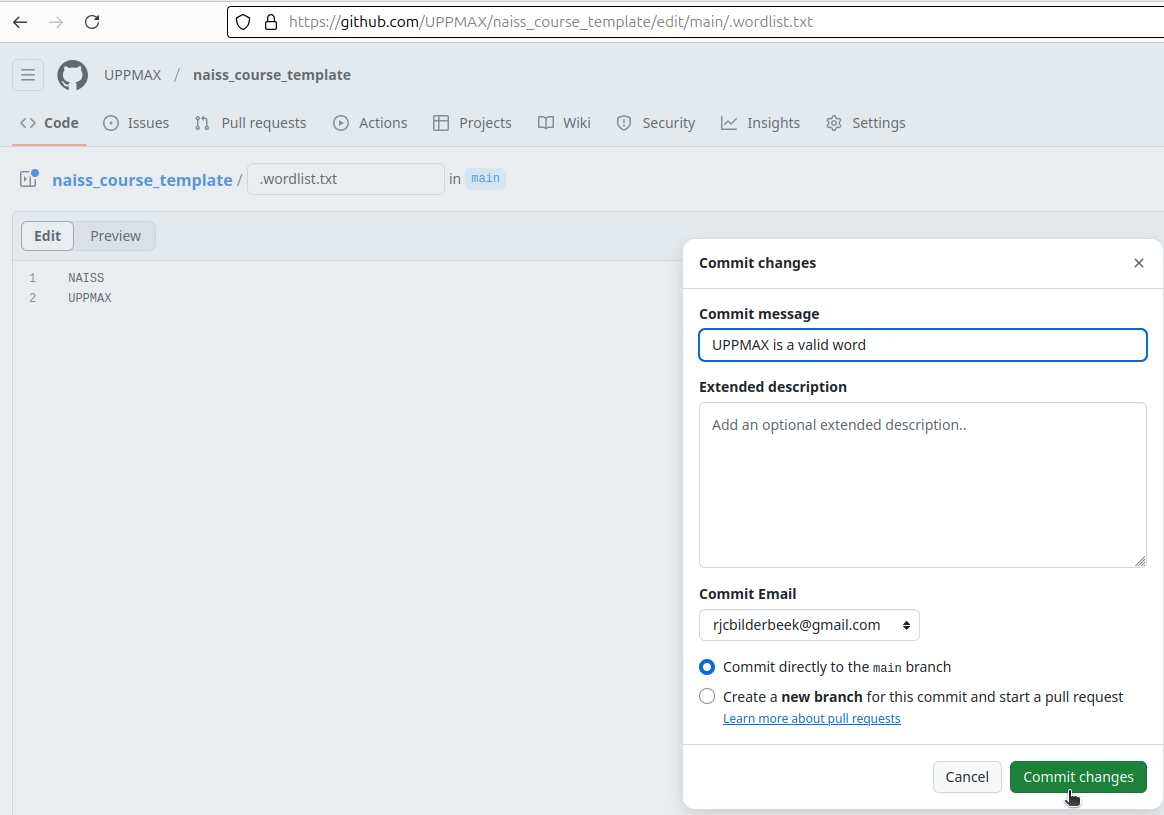 https://github.com/UPPMAX/naiss_course_template/edit/main/.wordlist.txt
UPPMAX / naiss_course_template
Code Issues Pull requests Actions Projects Wiki Security Insights Settings
naiss_course_template / .wordlist.txt in main
Edit Preview
1 NAISS
2 UPPMAX
Commit changes
Commit message
UPPMAX is a valid word
Extended description
Add an optional extended description..
Commit Email
rjcbilderbeek@gmail.com
Commit directly to the main branch
Create a new branch for this commit and start a pull request
Learn more about pull requests
Cancel Commit changes